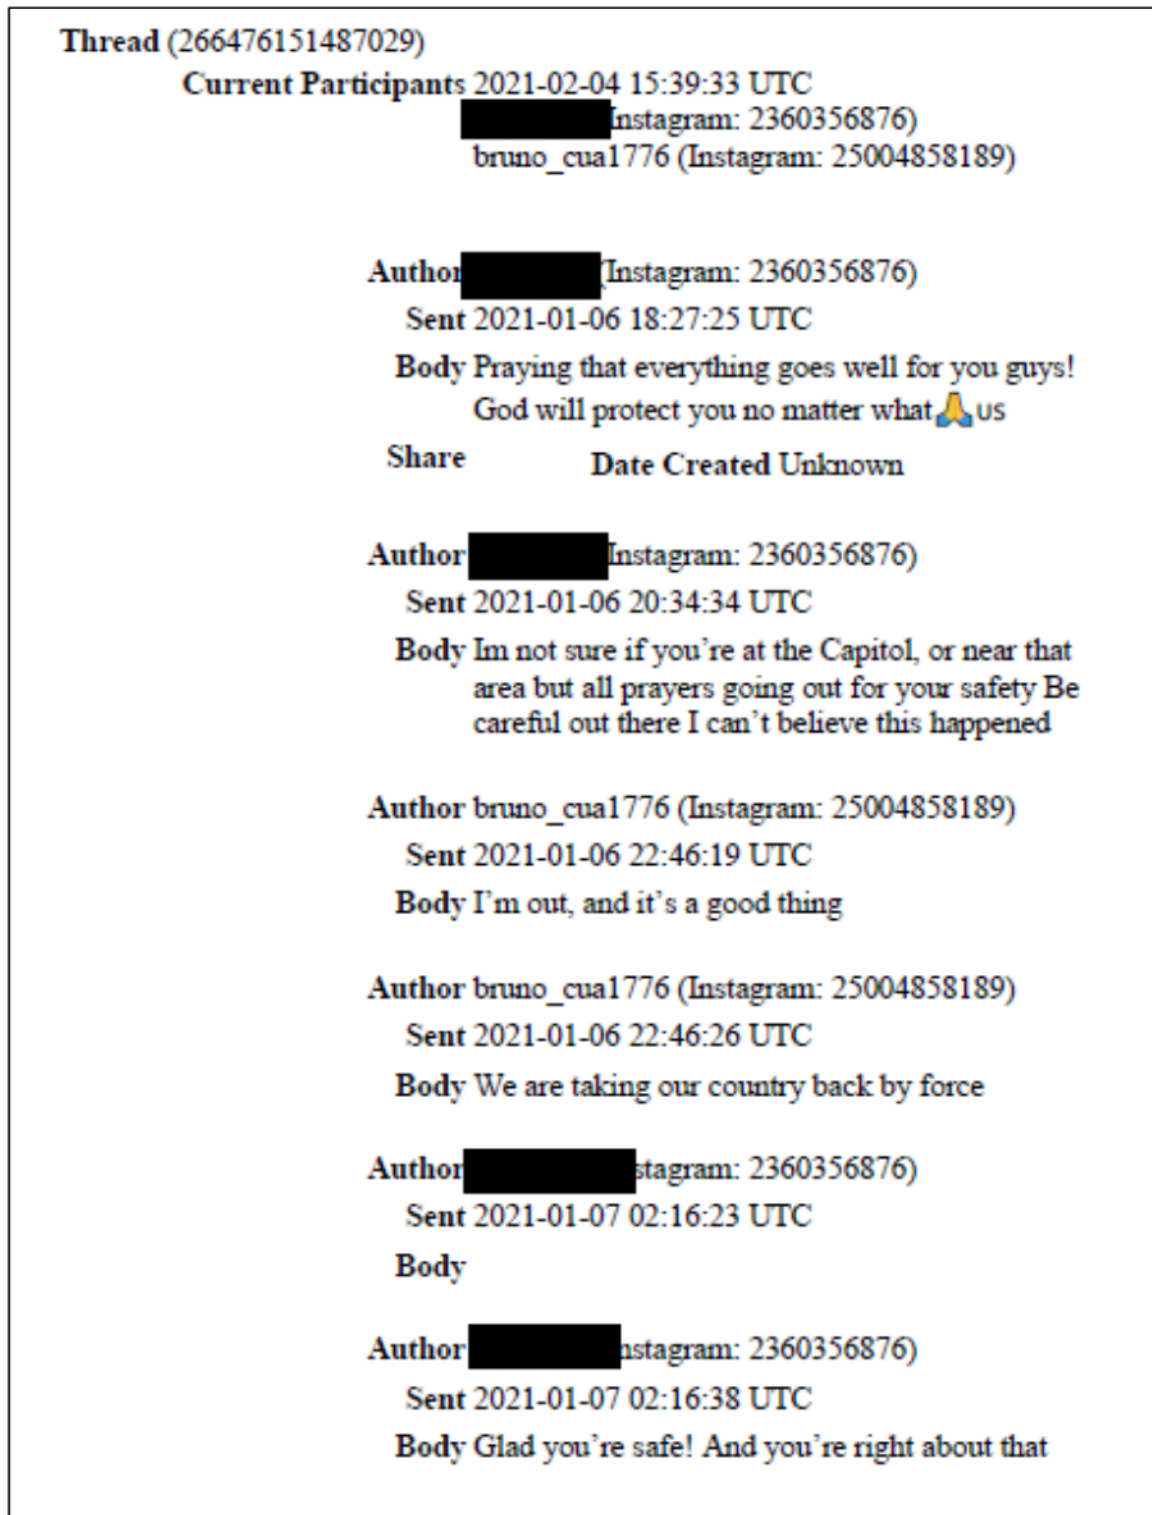 Thread (266476151487029)
Current Participants 2021-02-04 15:39:33 UTC
Instagram: 2360356876)
bruno_cua1776 (Instagram: 25004858189)
Author (Instagram: 2360356876)
Sent 2021-01-06 18:27:25 UTC
Body Praying that everything goes well for you guys!
God will protect you no matter what🙏US
Share Date Created Unknown
Author Instagram: 2360356876)
Sent 2021-01-06 20:34:34 UTC
Body Im not sure if you’re at the Capitol, or near that
area but all prayers going out for your safety Be
careful out there I can’t believe this happened
Author bruno_cua1776 (Instagram: 25004858189)
Sent 2021-01-06 22:46:19 UTC
Body I’m out, and it’s a good thing
Author bruno_cua1776 (Instagram: 25004858189)
Sent 2021-01-06 22:46:26 UTC
Body We are taking our country back by force
Author stagram: 2360356876)
Sent 2021-01-07 02:16:23 UTC
Body
Author nstagram: 2360356876)
Sent 2021-01-07 02:16:38 UTC
Body Glad you’re safe! And you’re right about that